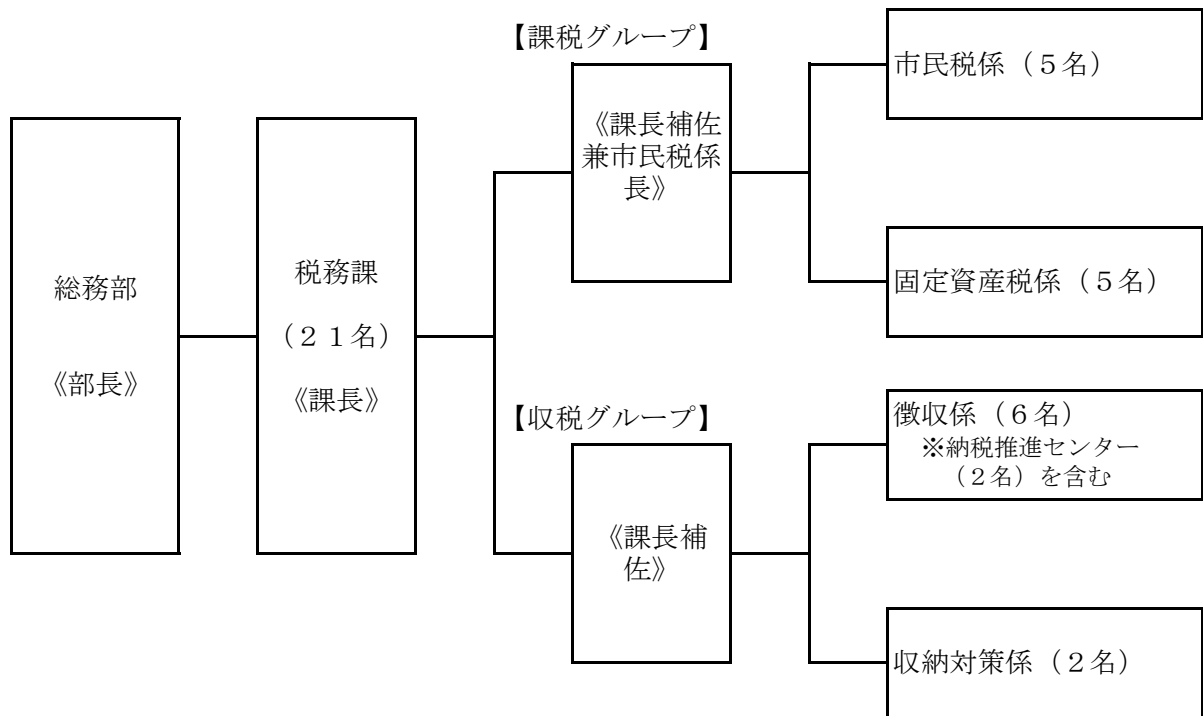 総務部
《部長》
税務課
（２１名）
《課長》
【課税グループ】
《課長補佐
兼市民税係
長》
市民税係（５名）
固定資産税係（５名）
【収税グループ】
《課長補
佐》
徴収係（６名）
※納税推進センター
（２名）を含む
収納対策係（２名）